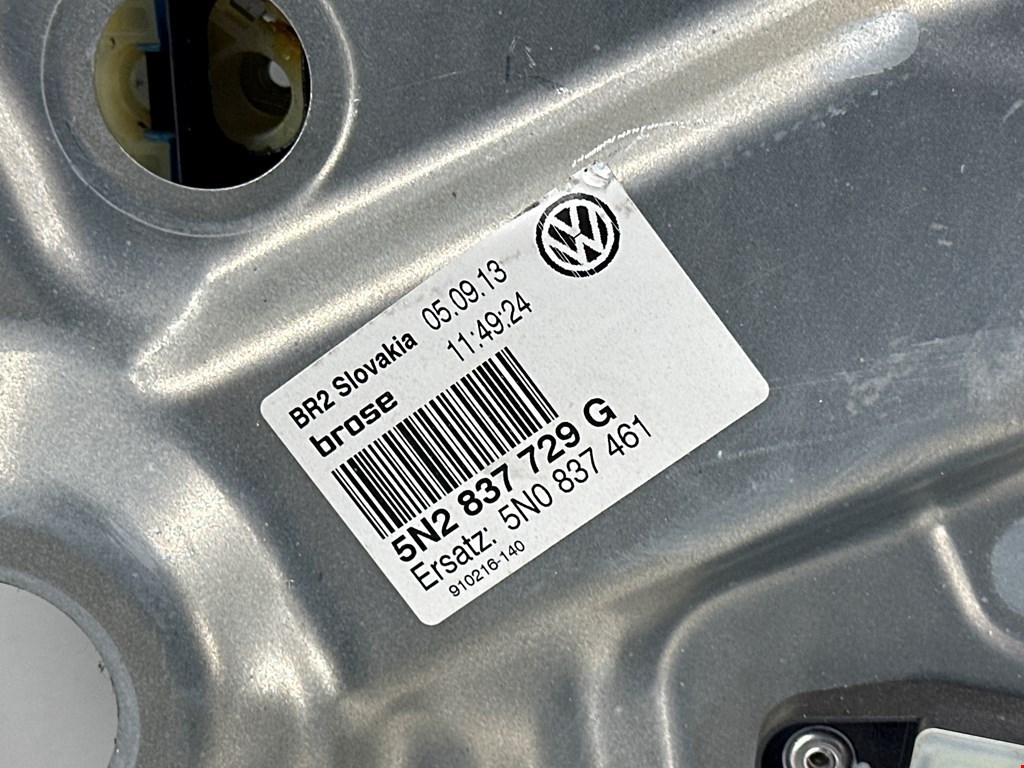 BR2 Slovakia 05.09.13
11:49:24
brose
5N2 837 729 G
Ersatz: 5N0 837 461
910216-140